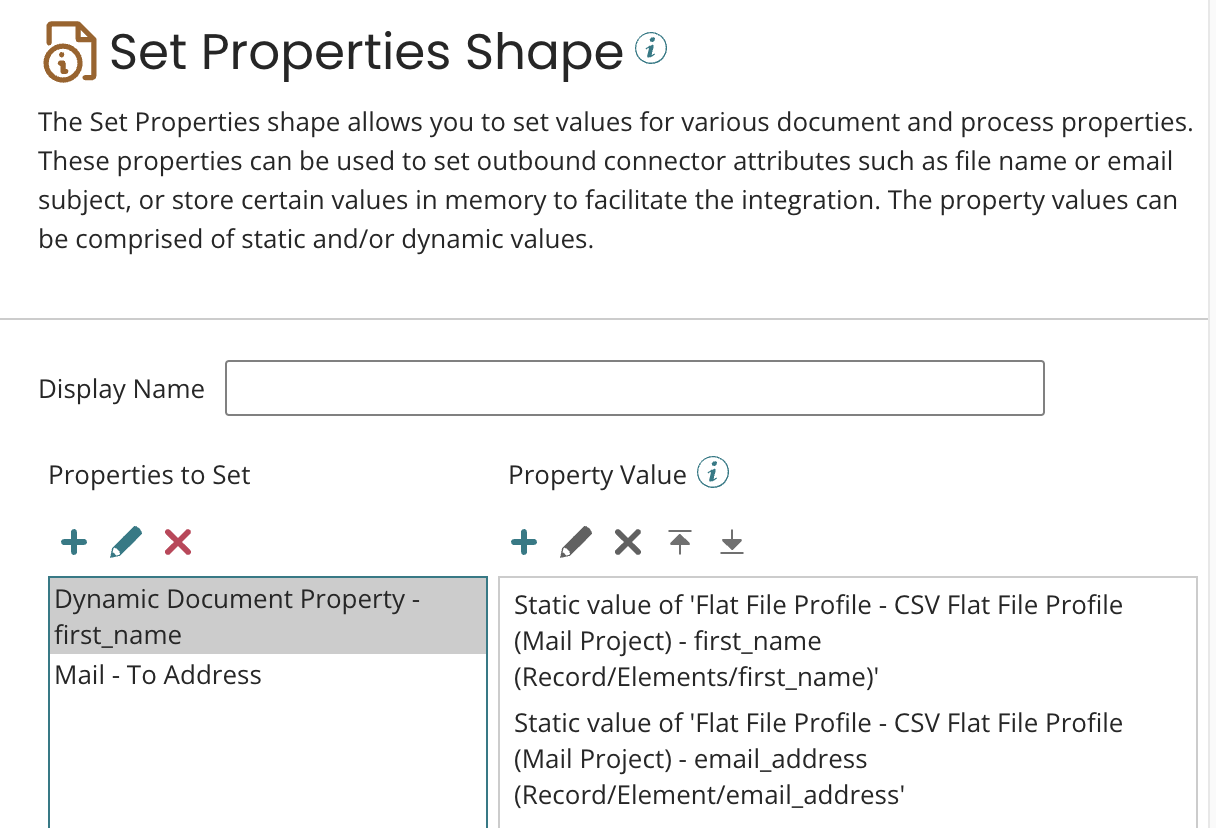 Set Properties Shape
The Set Properties shape allows you to set values for various document and process properties.
These properties can be used to set outbound connector attributes such as file name or email
subject, or store certain values in memory to facilitate the integration. The property values can
be comprised of static and/or dynamic values.
Display Name
Properties to Set
Property Value
Dynamic Document Property -
first_name
Mail - To Address
Static value of 'Flat File Profile - CSV Flat File Profile
(Mail Project) - first_name
(Record/Elements/first_name)'
Static value of 'Flat File Profile - CSV Flat File Profile
(Mail Project) - email_address
(Record/Element/email_address'